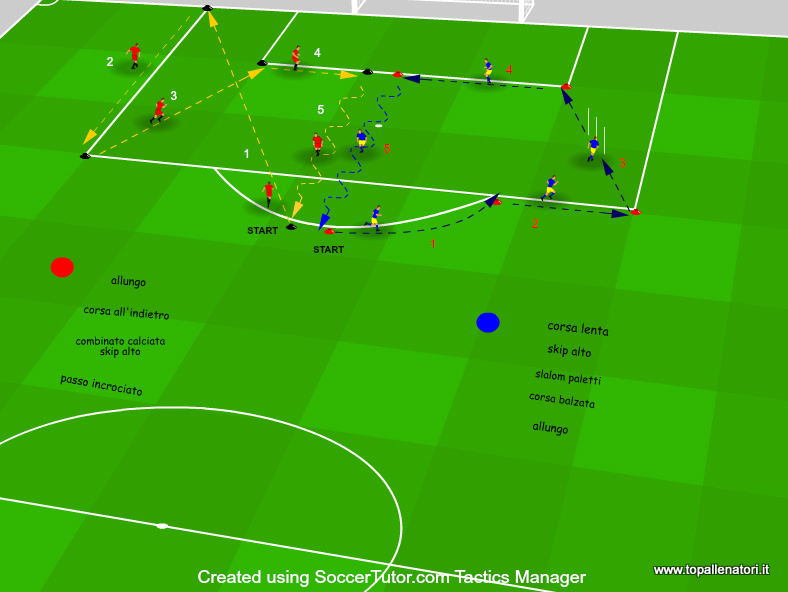 4
4
2
3
5
6
3
1
START
START
2
1
allungo
corsa all'indietro
combinato calciata
skip alto
passo incrociato
corsa lenta
skip alto
slalom paletti
corsa balzata
allungo
www.topallenatori.it
Created using SoccerTutor.com Tactics Manager